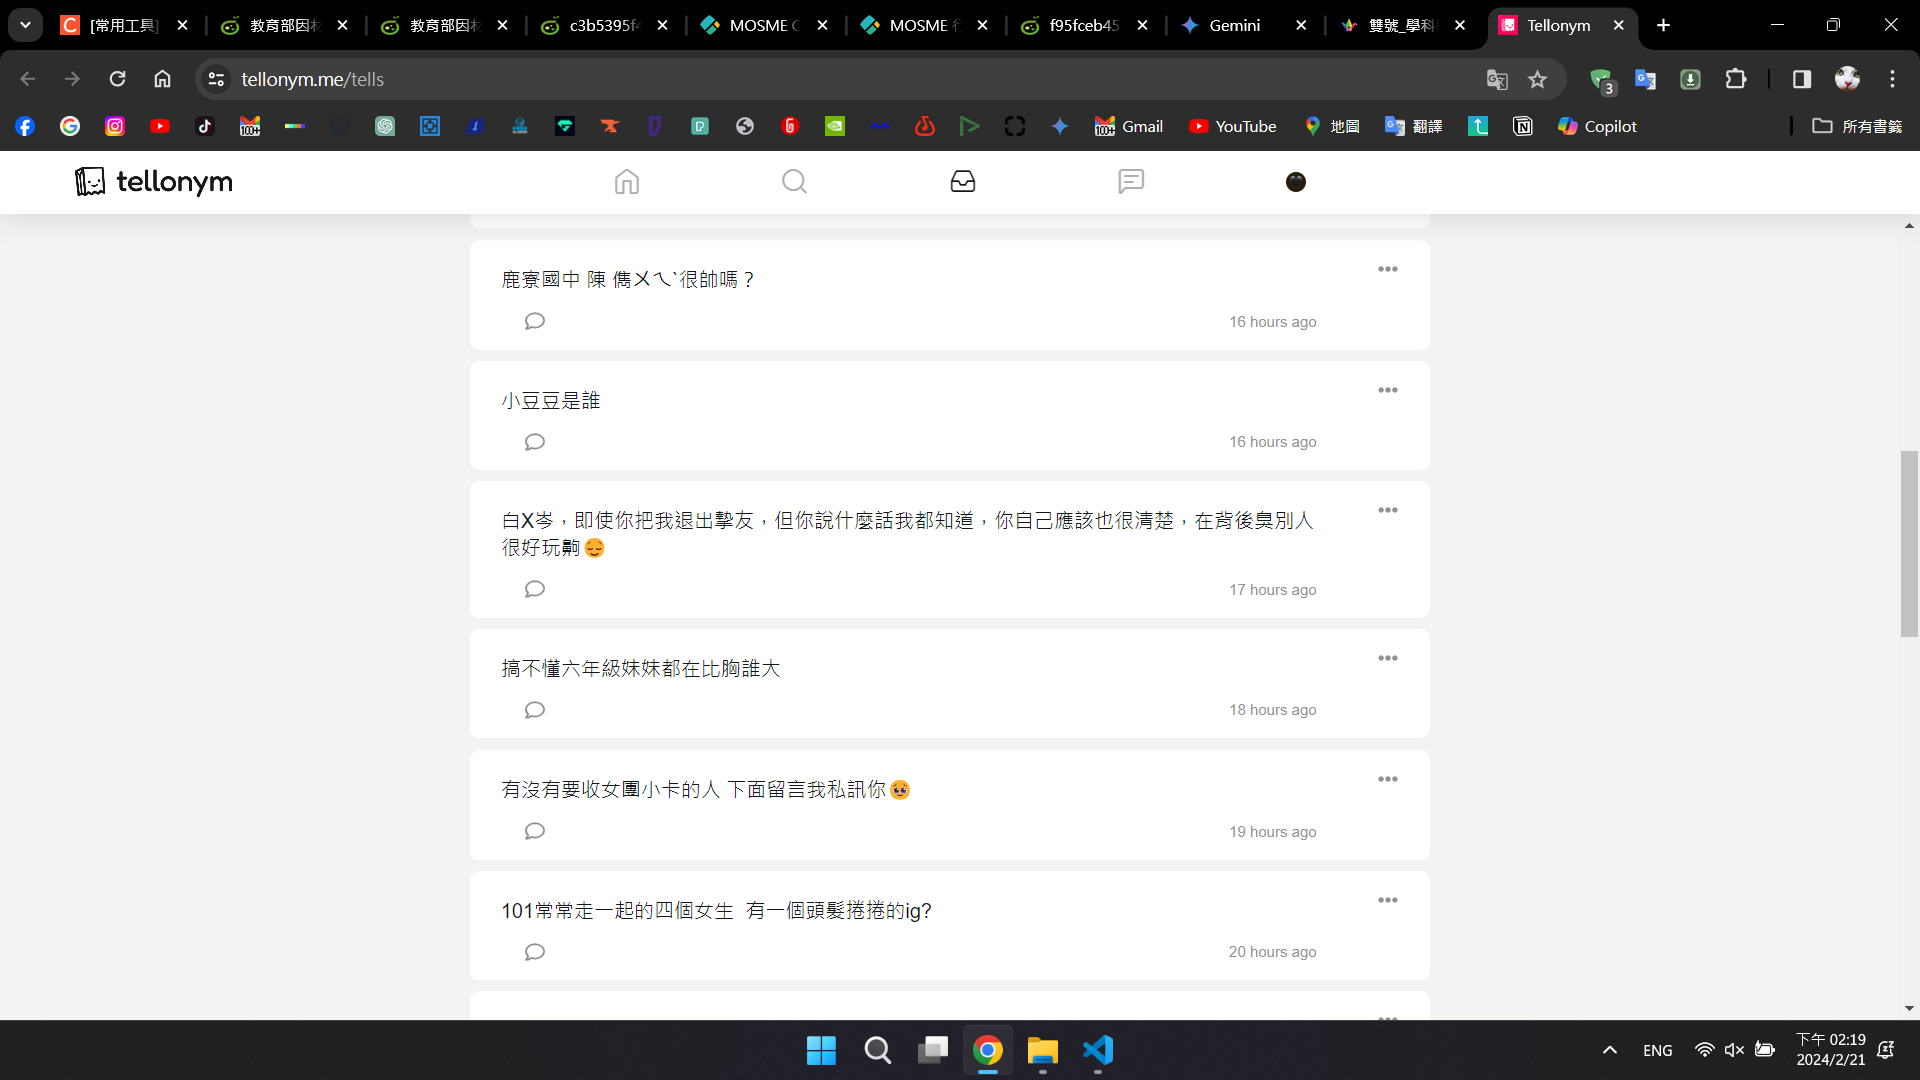 [常用工具]
教育部因材
教育部因材
c3b5395f4
MOSME
MOSME 行
f95fceb45
Gemini
雙號_學科
Tellonym
tellonym.me/tells
3
100+
Gmail
YouTube
地圖
翻譯
Copilot
所有書籤
tellonym
鹿寮國中 陳 儁ㄨㄟˋ很帥嗎？
16 hours ago
小豆豆是誰
16 hours ago
白X岑，即使你把我退出摯友，但你說什麼話我都知道，你自己應該也很清楚，在背後臭別人
很好玩齁😌
17 hours ago
搞不懂六年級妹妹都在比胸誰大
18 hours ago
有沒有要收女團小卡的人 下面留言我私訊你🥹
19 hours ago
101常常走一起的四個女生  有一個頭髮捲捲的ig?
20 hours ago
ENG
下午 02:19
2024/2/21